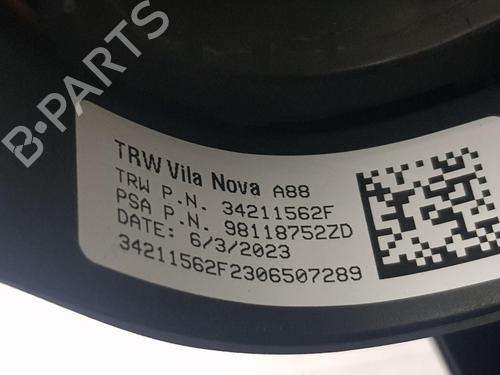 B-PARTS
TRW Vila Nova A88
TRW P.N. 34211562F
PSA P.N. 98118752ZD
DATE: 6/3/2023
34211562F2306507289